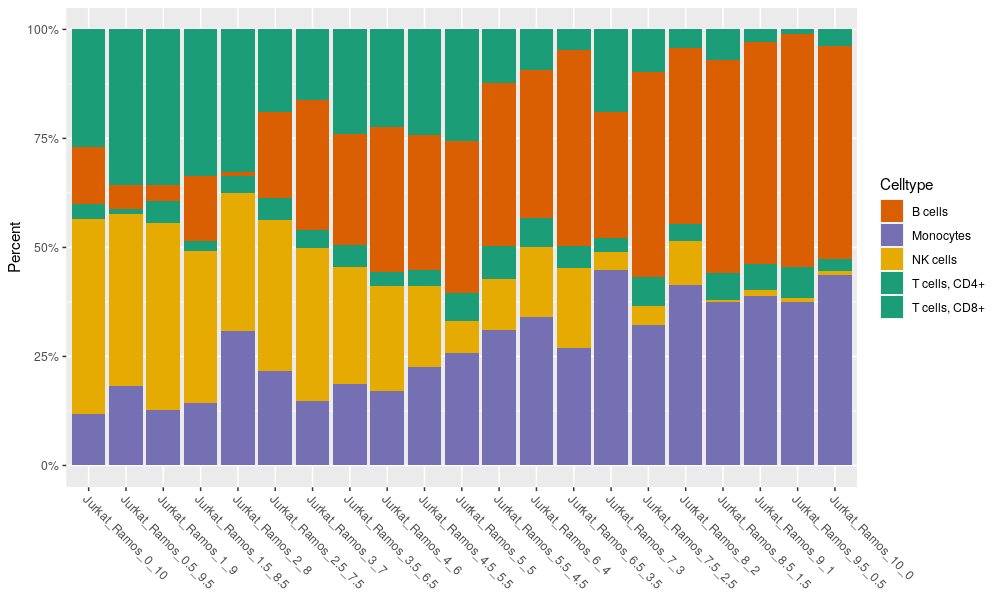 100%
75%
50%
25%
0%
Percent
Jurkat_Ramos_0_10
Jurkat_Ramos_0.5_9.5
Jurkat_Ramos_1_9
Jurkat_Ramos_1.5_8.5
Jurkat_Ramos_2_8
Jurkat_Ramos_2.5_7.5
Jurkat_Ramos_3_7
Jurkat_Ramos_3.5_6.5
Jurkat_Ramos_4_6
Jurkat_Ramos_4.5_5.5
Jurkat_Ramos_5_5
Jurkat_Ramos_5.5_4.5
Jurkat_Ramos_6_4
Jurkat_Ramos_6.5_3.5
Jurkat_Ramos_7_3
Jurkat_Ramos_7.5_2.5
Jurkat_Ramos_8_2
Jurkat_Ramos_8.5_1.5
Jurkat_Ramos_9_1
Jurkat_Ramos_9.5_0.5
Jurkat_Ramos_10_0
Celltype
B cells
Monocytes
NK cells
T cells, CD4+
T cells, CD8+